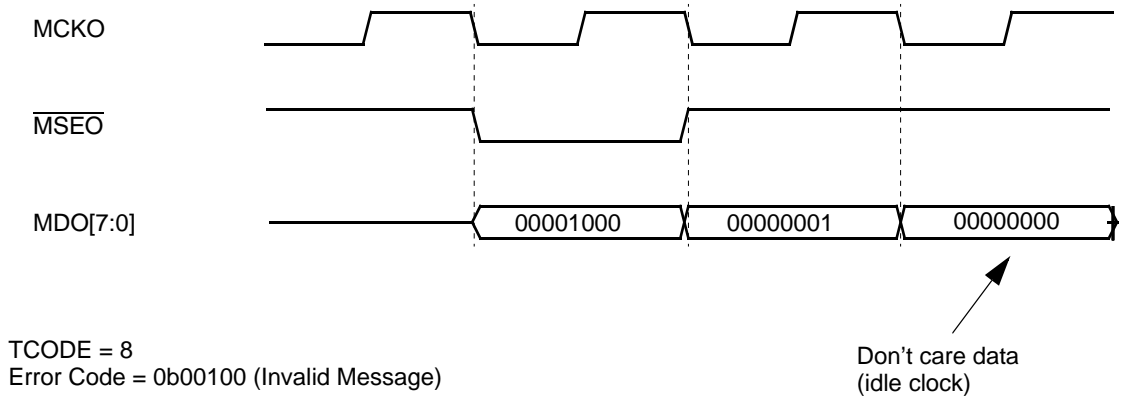 MCKO
MSEO
MDO[7:0]
00001000 00000001 00000000
TCODE = 8
Error Code = 0b00100 (Invalid Message)
Don't care data
(idle clock)